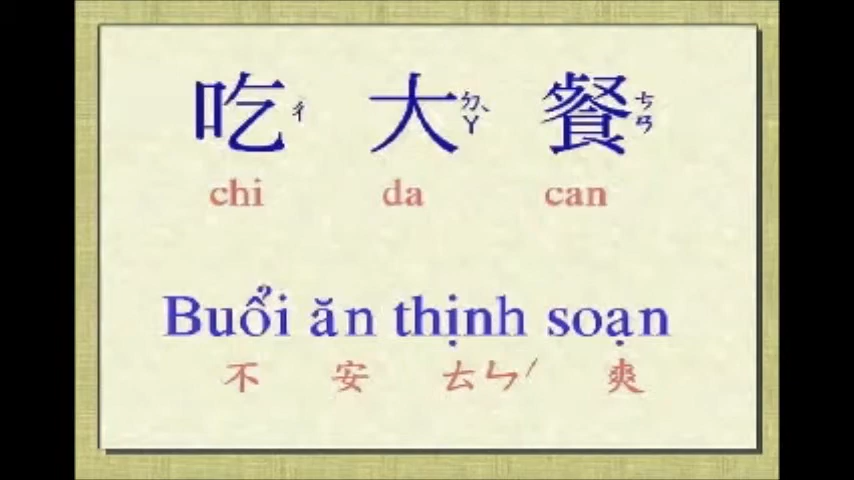 吃ㄔ 大ㄉㄚˋ 餐ㄘㄢ
chi da can
Buổi ăn thịnh soạn
不 安 ㄊㄣˊ 爽